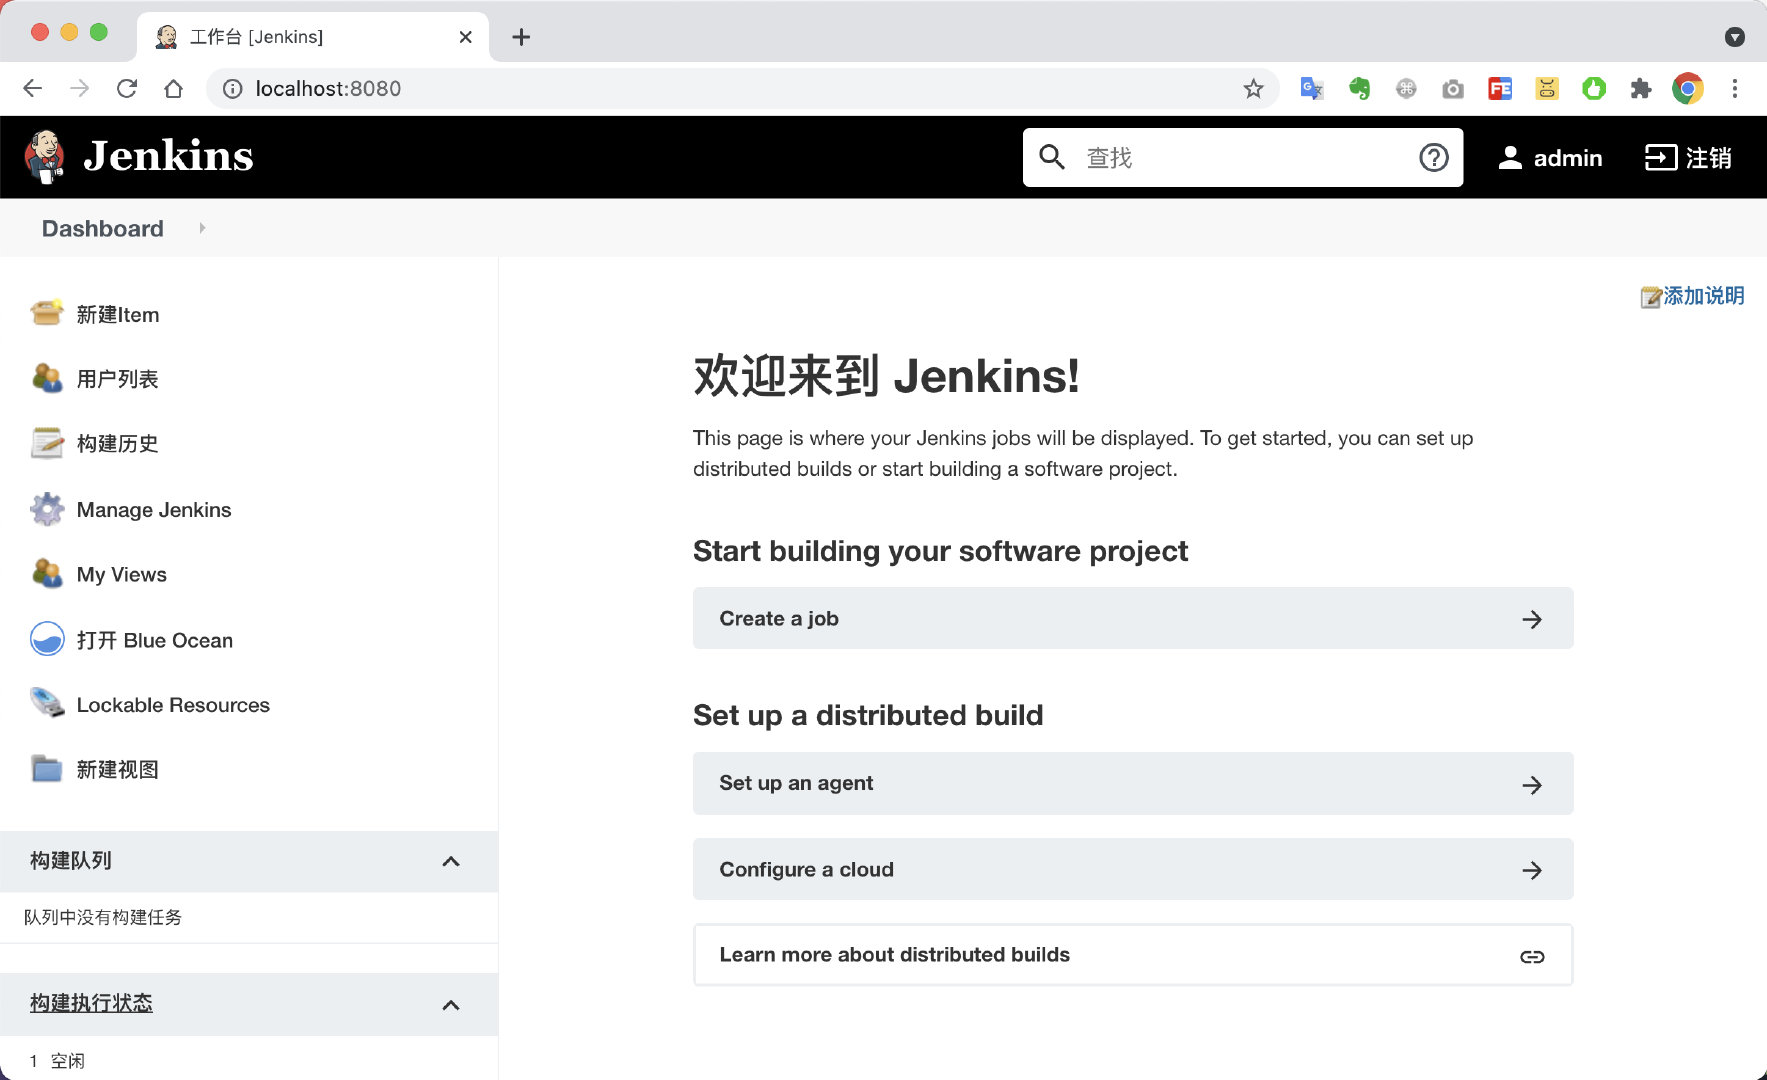 工作台 [Jenkins]
localhost:8080
Jenkins
查找
admin
注销
Dashboard
新建Item
用户列表
构建历史
Manage Jenkins
My Views
打开 Blue Ocean
Lockable Resources
新建视图
构建队列
队列中没有构建任务
构建执行状态
1 空闲
添加说明
欢迎来到 Jenkins!
This page is where your Jenkins jobs will be displayed. To get started, you can set up
distributed builds or start building a software project.
Start building your software project
Create a job
Set up a distributed build
Set up an agent
Configure a cloud
Learn more about distributed builds